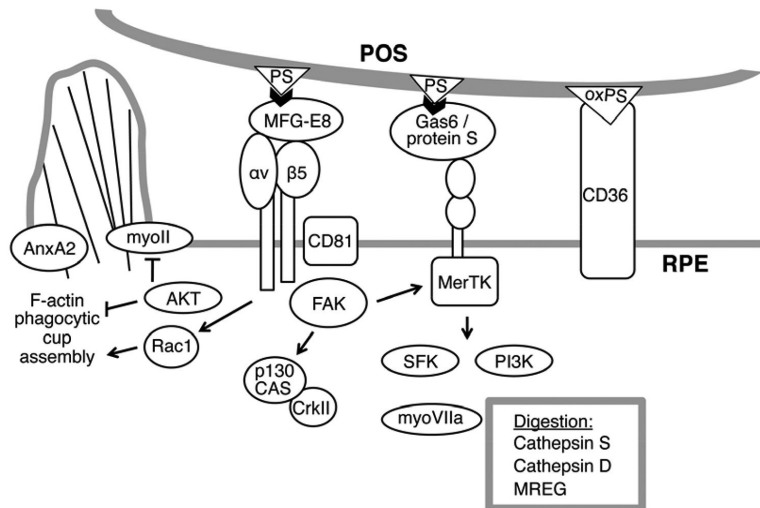 POS
PS
PS
oxPS
MFG-E8
Gas6 /
protein S
αv
β5
CD36
AnxA2
myoII
CD81
RPE
MerTK
F-actin
phagocytic
cup
assembly
AKT
FAK
Rac1
p130
CAS
CrkII
SFK
PI3K
myoVIIa
Digestion:
Cathepsin S
Cathepsin D
MREG